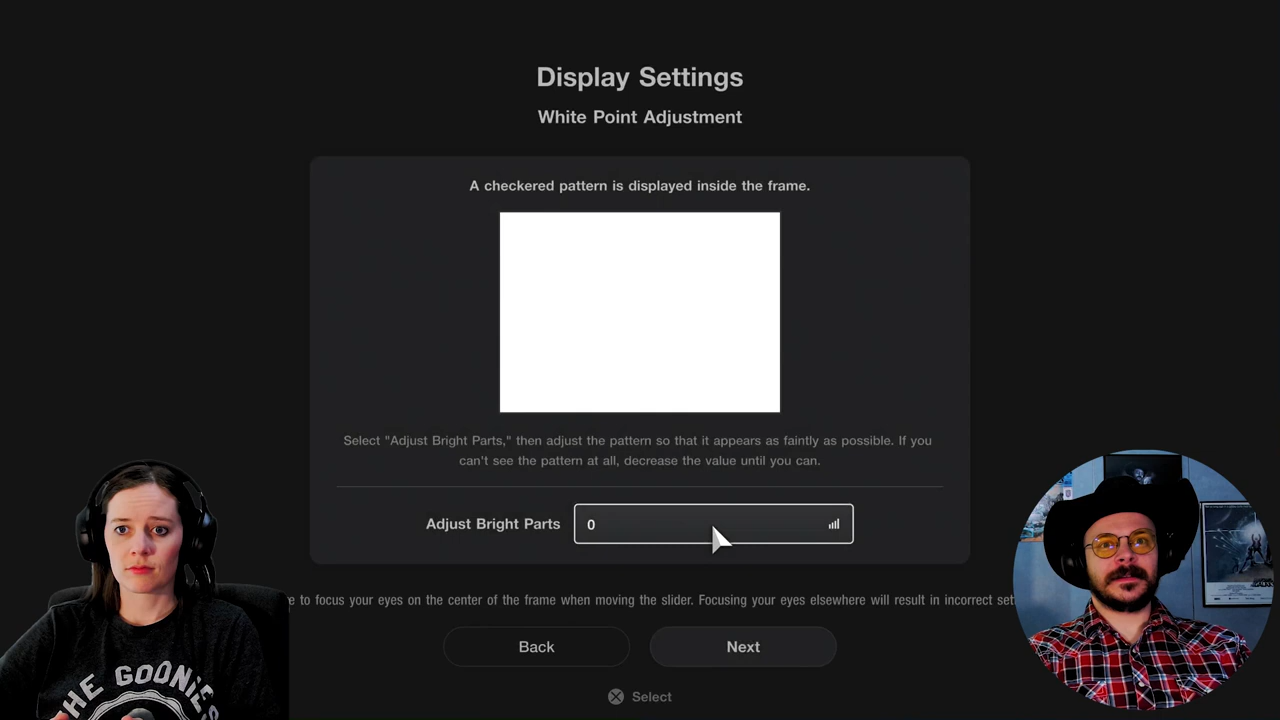 Display Settings
White Point Adjustment
A checkered pattern is displayed inside the frame.
Select "Adjust Bright Parts," then adjust the pattern so that it appears as faintly as possible. If you
can't see the pattern at all, decrease the value until you can.
Adjust Bright Parts
0
e to focus your eyes on the center of the frame when moving the slider. Focusing your eyes elsewhere will result in incorrect set
Back
Next
Select
THE GOONIES